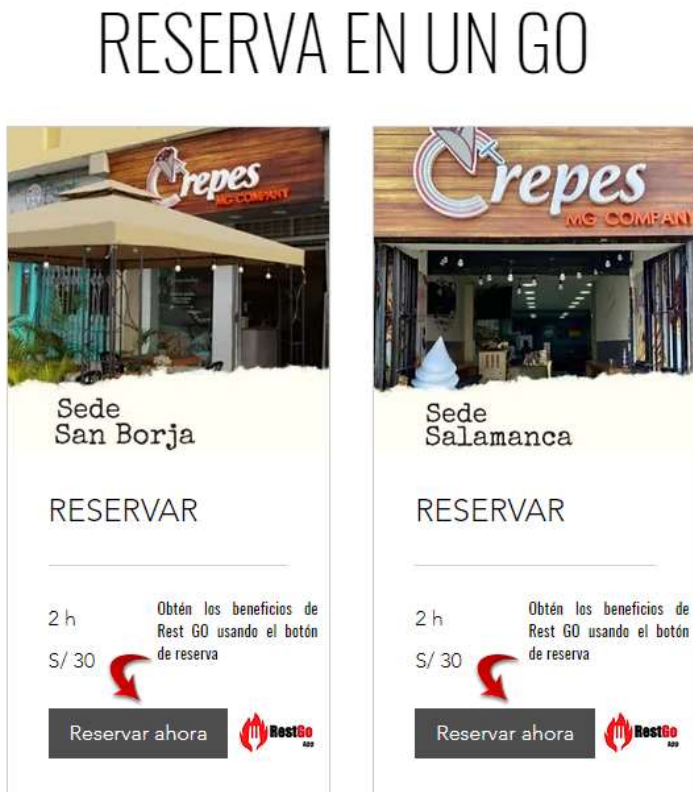 RESERVA EN UN GO
Crepes
MG COMPANY
Sede
San Borja
RESERVAR
2 h
S/ 30
Obtén los beneficios de
Rest GO usando el botón
de reserva
Reservar ahora
RestGo
App
Crepes
MG COMPANY
Sede
Salamanca
RESERVAR
2 h
S/ 30
Obtén los beneficios de
Rest GO usando el botón
de reserva
Reservar ahora
RestGo
App